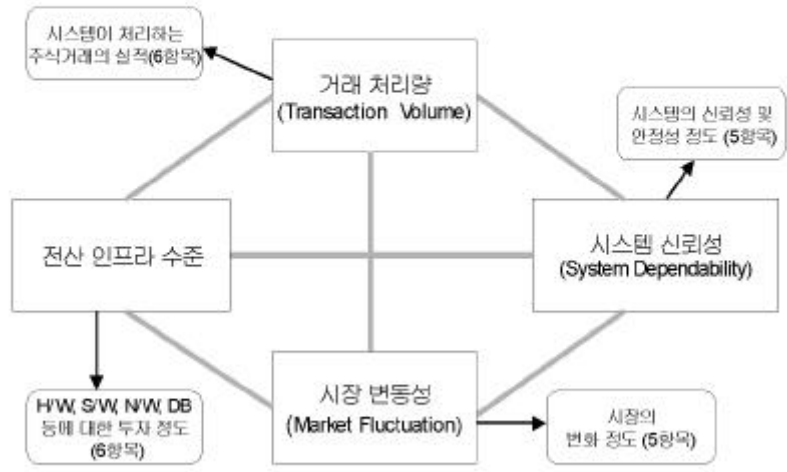 시스템이 처리하는
주식거래의 실적(6항목)
거래 처리량
(Transaction Volume)
시스템의 신뢰성 및
안정성 정도 (5항목)
전산 인프라 수준
시스템 신뢰성
(System Dependability)
시장 변동성
(Market Fluctuation)
H/W, S/W, N/W, DB
등에 대한 투자 정도
(6항목)
시장의
변화 정도 (5항목)